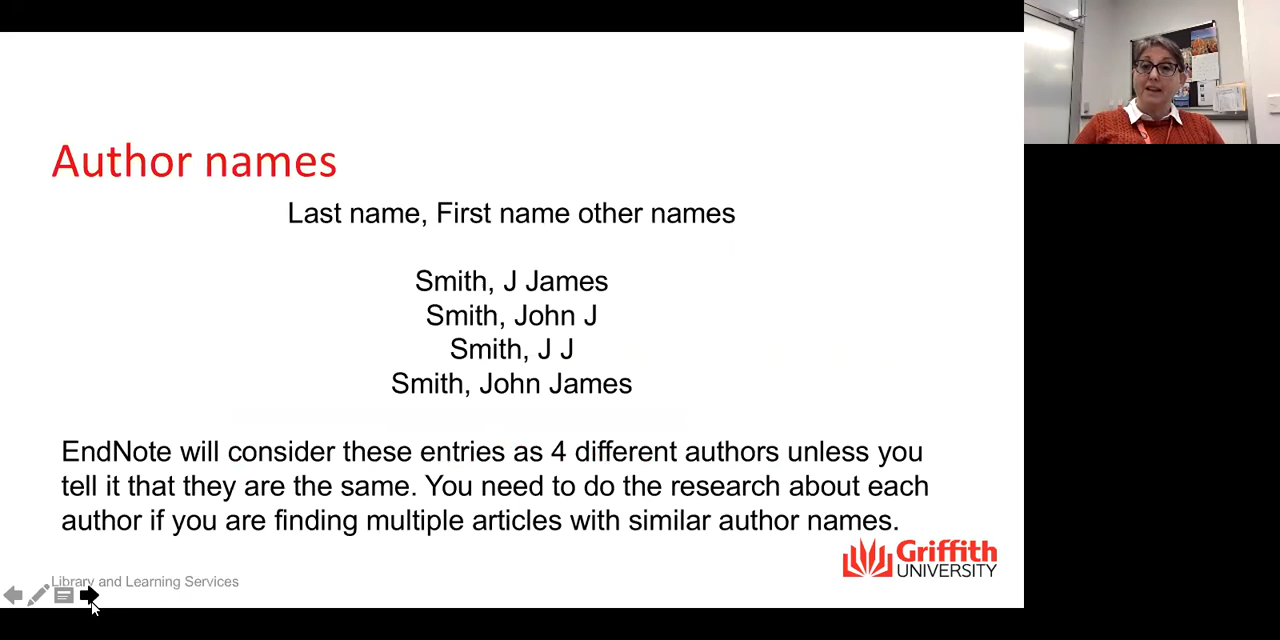 Author names
Last name, First name other names
Smith, J James
Smith, John J
Smith, J J
Smith, John James
EndNote will consider these entries as 4 different authors unless you
tell it that they are the same. You need to do the research about each
author if you are finding multiple articles with similar author names.
Griffith
UNIVERSITY
Library and Learning Services